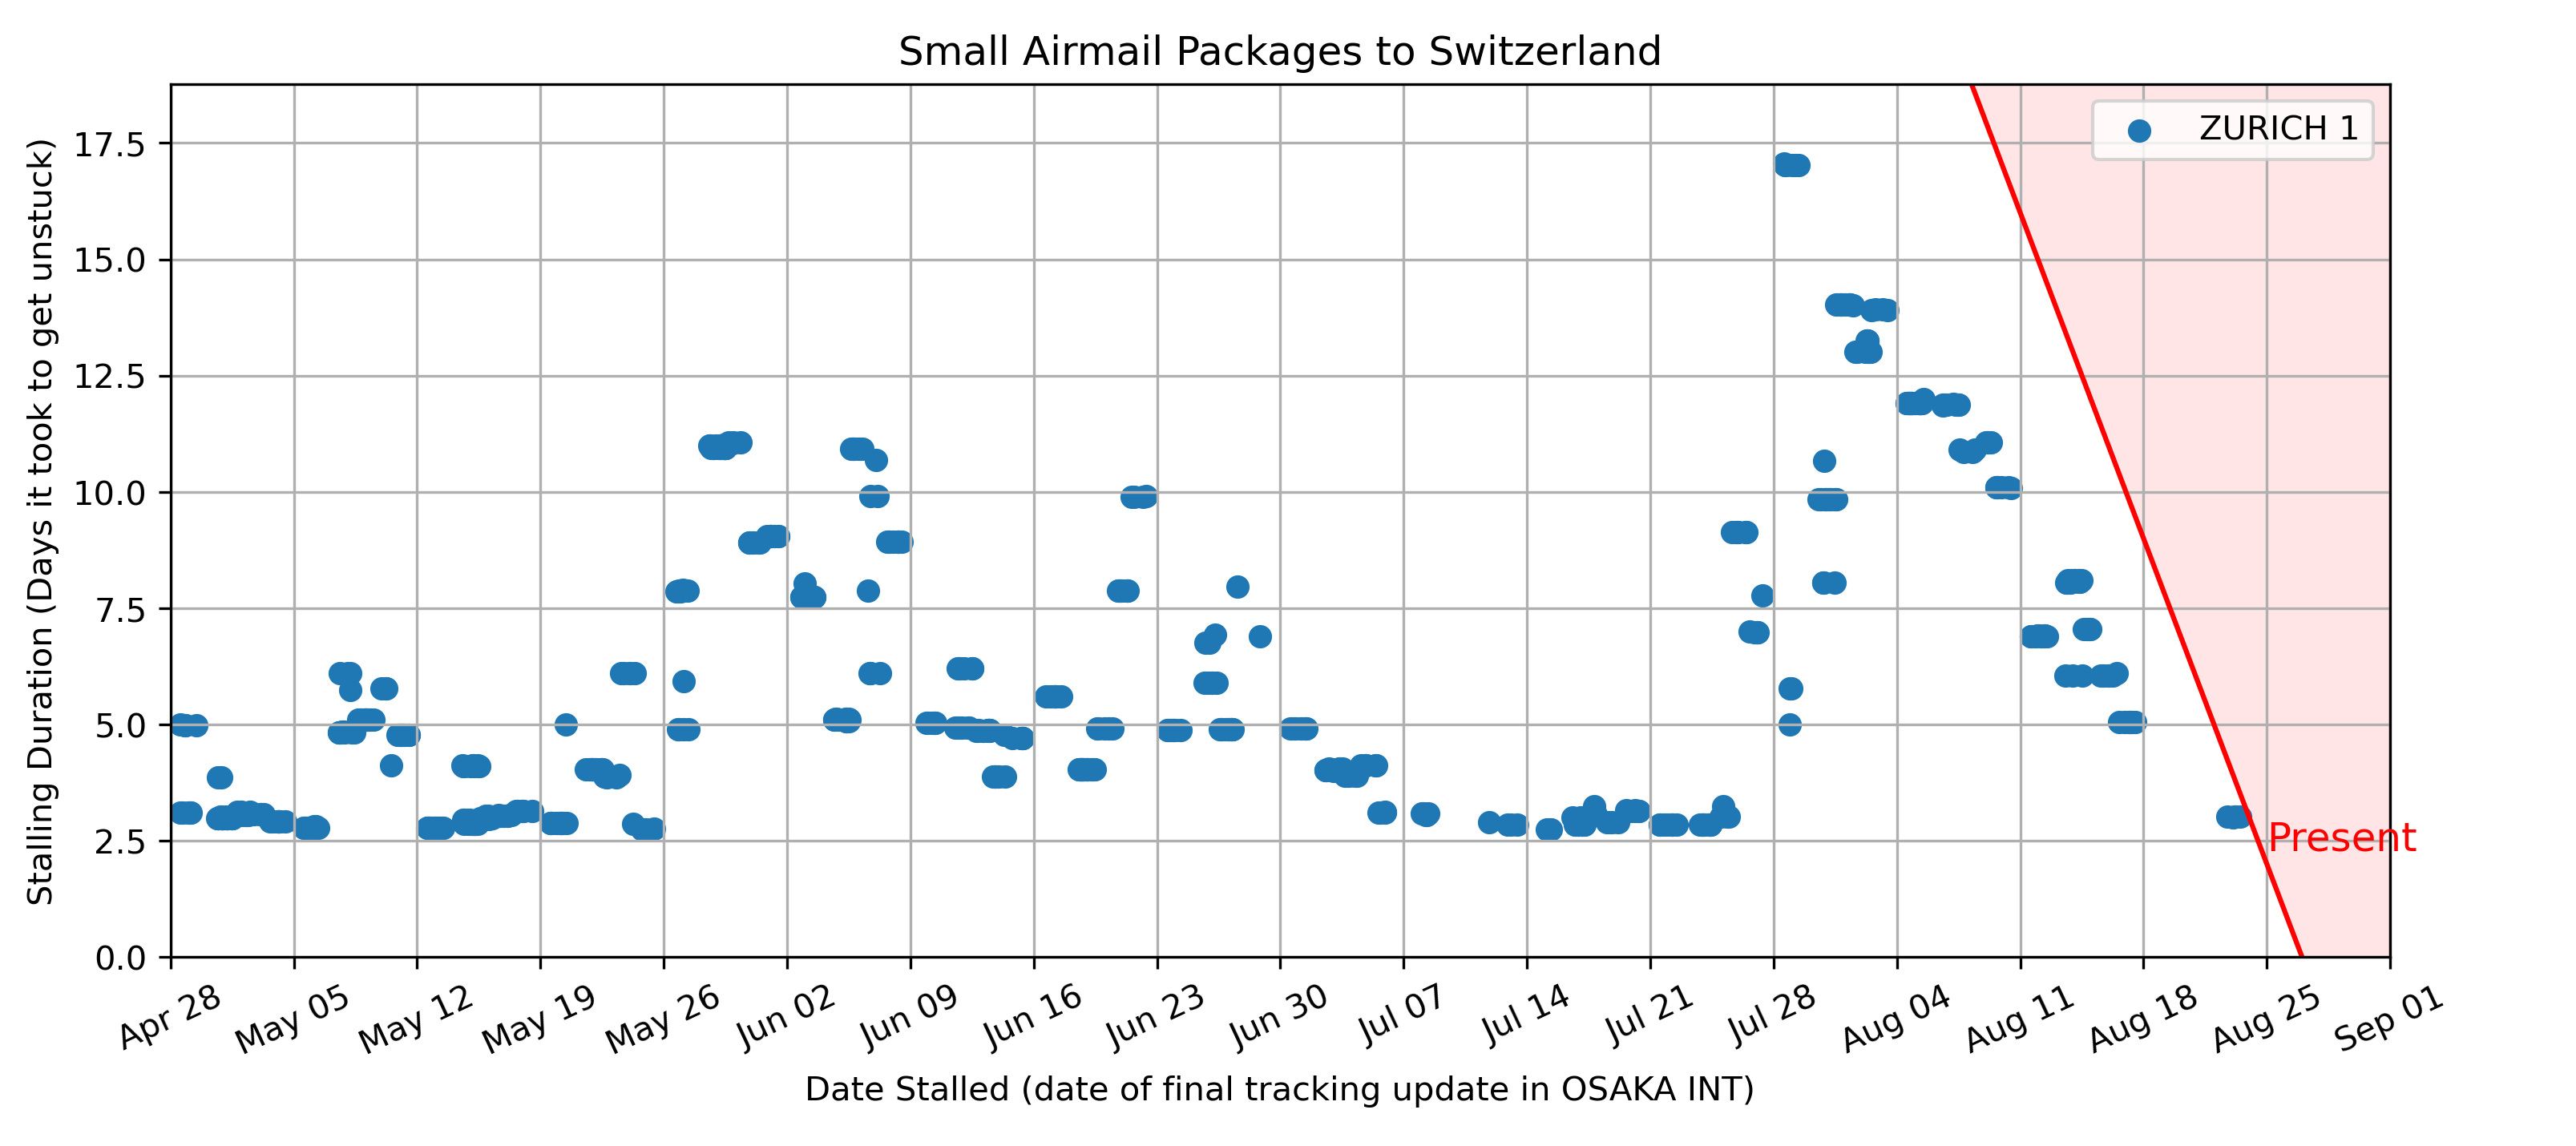 Small Airmail Packages to Switzerland
ZURICH 1
Stalling Duration (Days it took to get unstuck)
17.5
15.0
12.5
10.0
7.5
5.0
2.5
0.0
Present
Apr 28
May 05
May 12
May 19
May 26
Jun 02
Jun 09
Jun 16
Jun 23
Jun 30
Jul 07
Jul 14
Jul 21
Jul 28
Aug 04
Aug 11
Aug 18
Aug 25
Sep 01
Date Stalled (date of final tracking update in OSAKA INT)